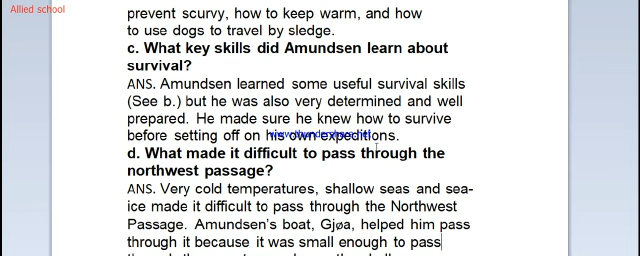 Allied school
prevent scurvy, how to keep warm, and how
to use dogs to travel by sledge.
c. What key skills did Amundsen learn about
survival?
ANS. Amundsen learned some useful survival skills
(See b.) but he was also very determined and well
prepared. He made sure he knew how to survive
before setting off on his own expeditions.
d. What made it difficult to pass through the
northwest passage?
ANS. Very cold temperatures, shallow seas and sea-
ice made it difficult to pass through the Northwest
Passage. Amundsen's boat, Gjøa, helped him pass
through it because it was small enough to pass